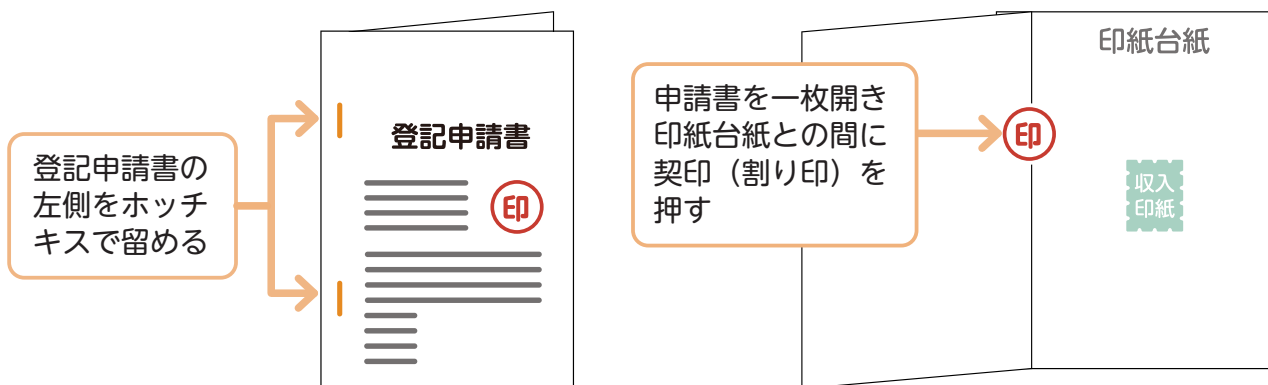 登記申請書の
左側をホッチ
キスで留める
登記申請書
印
申請書を一枚開き
印紙台紙との間に
契印（割り印）を
押す
印
印紙台紙
収入
印紙